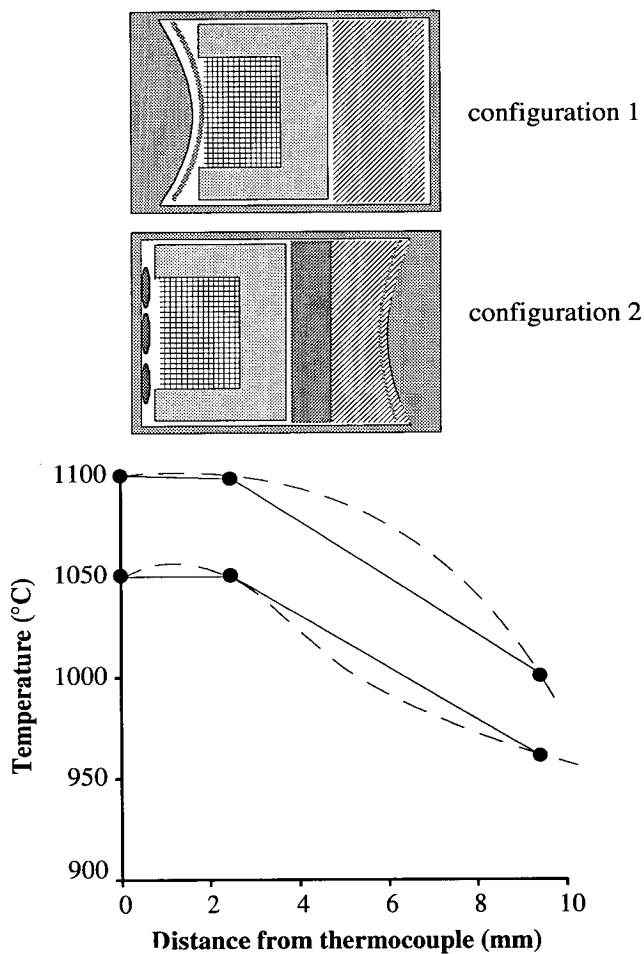 configuration 1
configuration 2
1100
1050
1000
950
900
Temperature (°C)
0 2 4 6 8 10
Distance from thermocouple (mm)